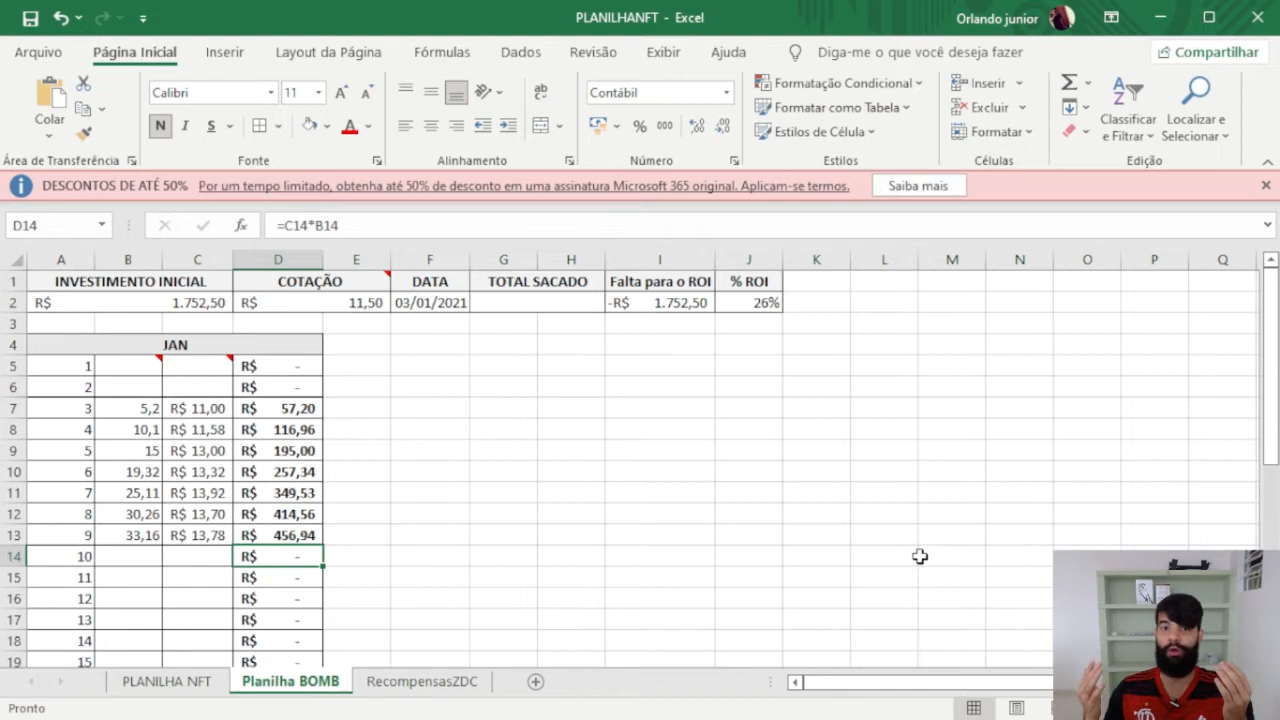 PLANILHANFT - Excel
Orlando junior
Arquivo Página Inicial Inserir Layout da Página Fórmulas Dados Revisão Exibir Ajuda Diga-me o que você deseja fazer Compartilhar
Colar
Área de Transferência
Calibri 11
N I S
Fonte
ab
Alinhamento
Contábil
% 000
Número
Formatação Condicional
Formatar como Tabela
Estilos de Célula
Estilos
Inserir
Excluir
Formatar
Células
Classificar e Filtrar
Localizar e Selecionar
Edição
DESCONTOS DE ATÉ 50% Por um tempo limitado, obtenha até 50% de desconto em uma assinatura Microsoft 365 original. Aplicam-se termos. Saiba mais
D14 fx =C14*B14
A B C D E F G H I J K L M N O P Q
1 INVESTIMENTO INICIAL COTAÇÃO DATA TOTAL SACADO Falta para o ROI % ROI
2 R$ 1.752,50 R$ 11,50 03/01/2021 -R$ 1.752,50 26%
3
4 JAN
5 1 R$ -
6 2 R$ -
7 3 5,2 R$ 11,00 R$ 57,20
8 4 10,1 R$ 11,58 R$ 116,96
9 5 15 R$ 13,00 R$ 195,00
10 6 19,32 R$ 13,32 R$ 257,34
11 7 25,11 R$ 13,92 R$ 349,53
12 8 30,26 R$ 13,70 R$ 414,56
13 9 33,16 R$ 13,78 R$ 456,94
14 10 R$ -
15 11 R$ -
16 12 R$ -
17 13 R$ -
18 14 R$ -
19 15 R$ -
PLANILHA NFT Planilha BOMB RecompensasZDC
Pronto